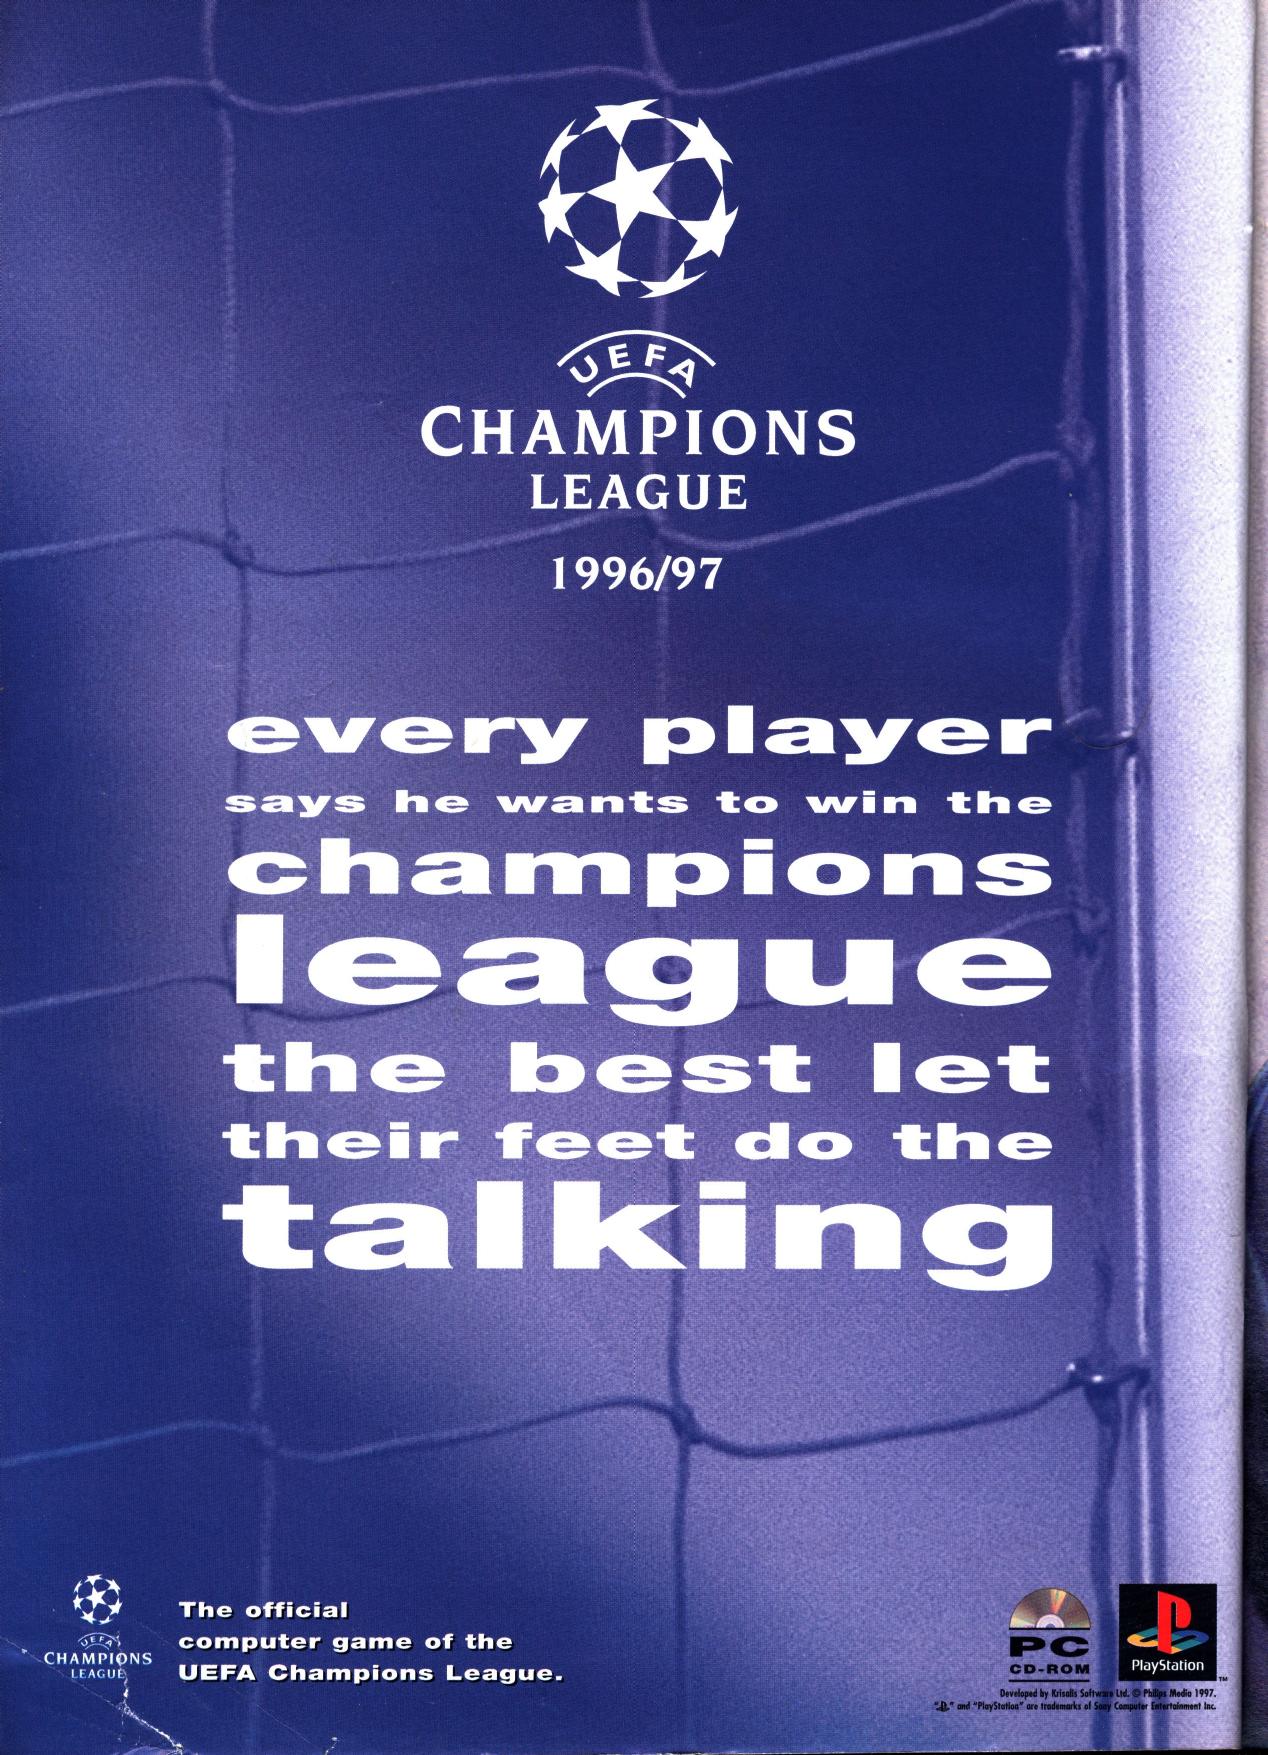 UEFA
CHAMPIONS
LEAGUE
1996/97
every player
says he wants to win the
champions
league
the best let
their feet do the
talking
UEFA
CHAMPIONS
LEAGUE
The official
computer game of the
UEFA Champions League.
PC
CD-ROM
PlayStation
TM
Developed by Krisalis Software Ltd. © Philips Media 1997.
" " and "PlayStation" are trademarks of Sony Computer Entertainment Inc.